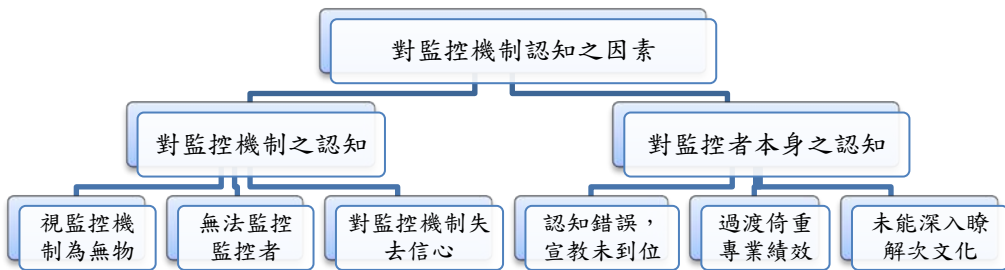 對監控機制認知之因素
對監控機制之認知
對監控者本身之認知
視監控機
制為無物
無法監控
監控者
對監控機制失
去信心
認知錯誤，
宣教未到位
過渡倚重
專業績效
未能深入瞭
解次文化